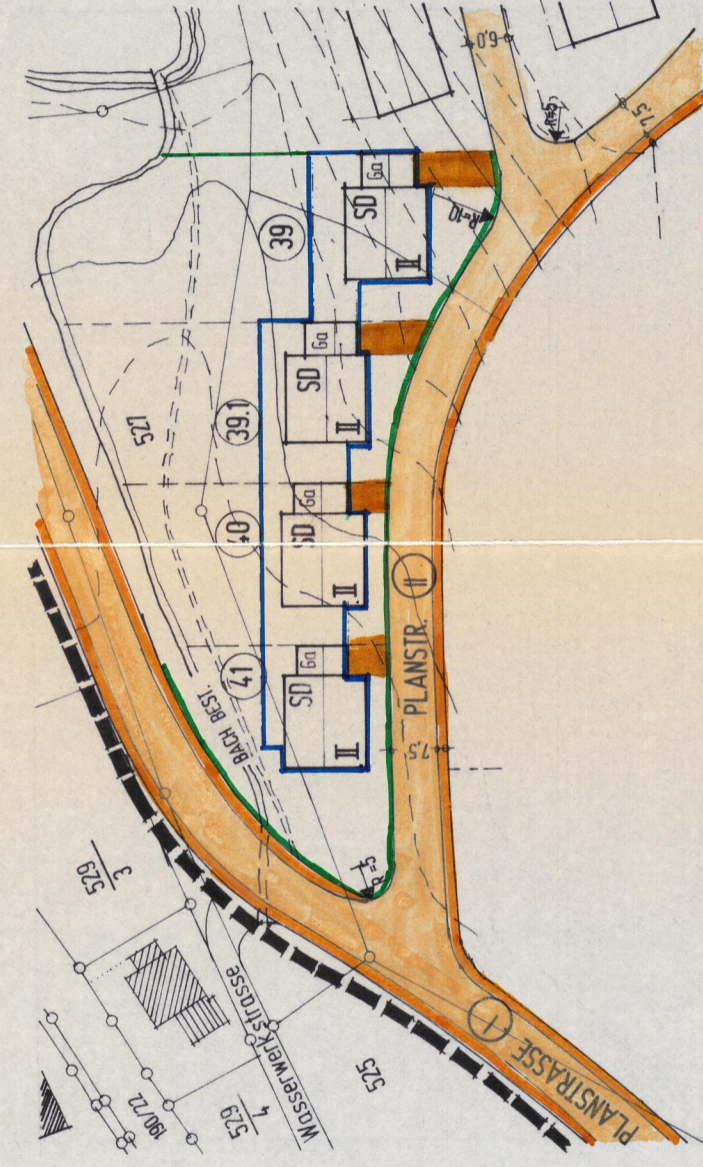 6.0
7.5
R=5
Ga
SD
II
R=10
39
Ga
SD
II
39.1
527
Ga
SD
II
40
Ga
SD
II
41
BACH BEST.
PLANSTR. II
7.5
R=5
529
3
Wasserwerkstrasse
525
529
4
190/22
PLANSTRASSE I